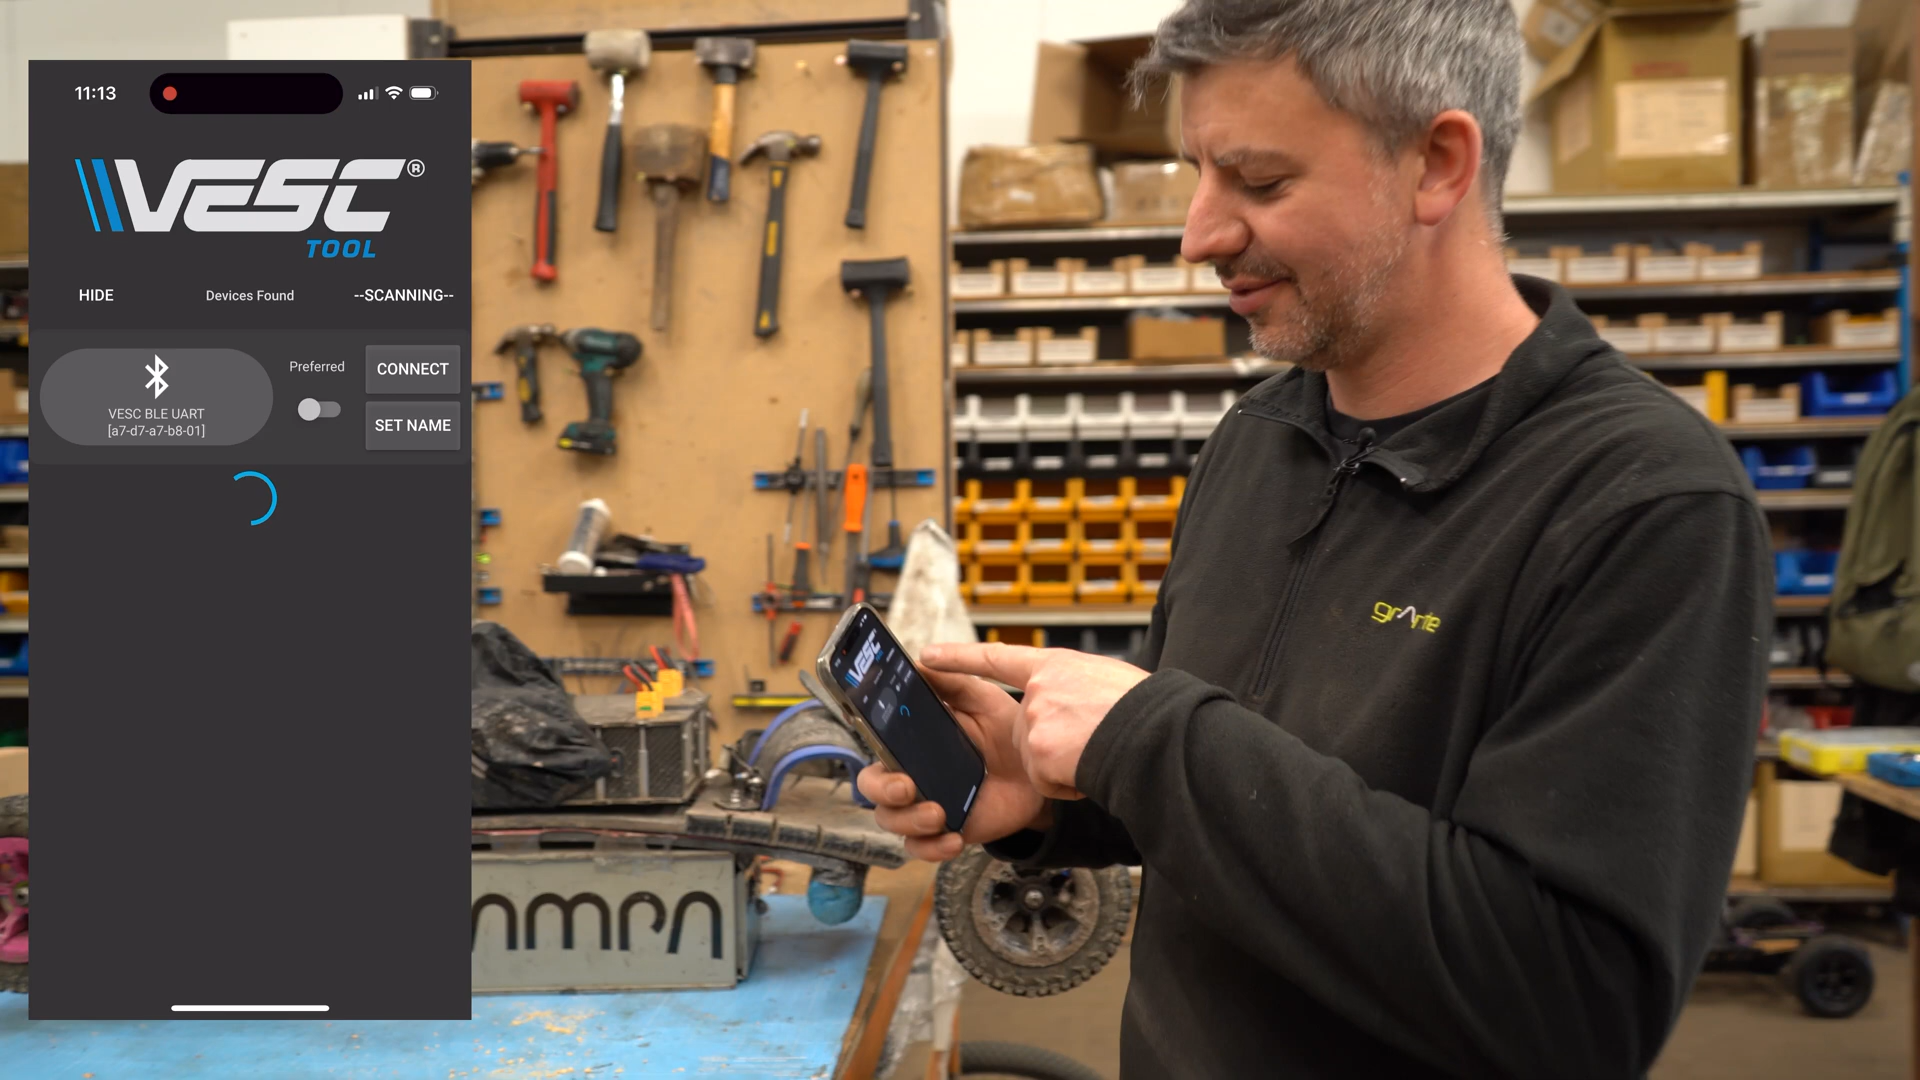 11:13
VESC®
TOOL
HIDE
Devices Found
--SCANNING--
VESC BLE UART
[a7-d7-a7-b8-01]
Preferred
CONNECT
SET NAME
VESC